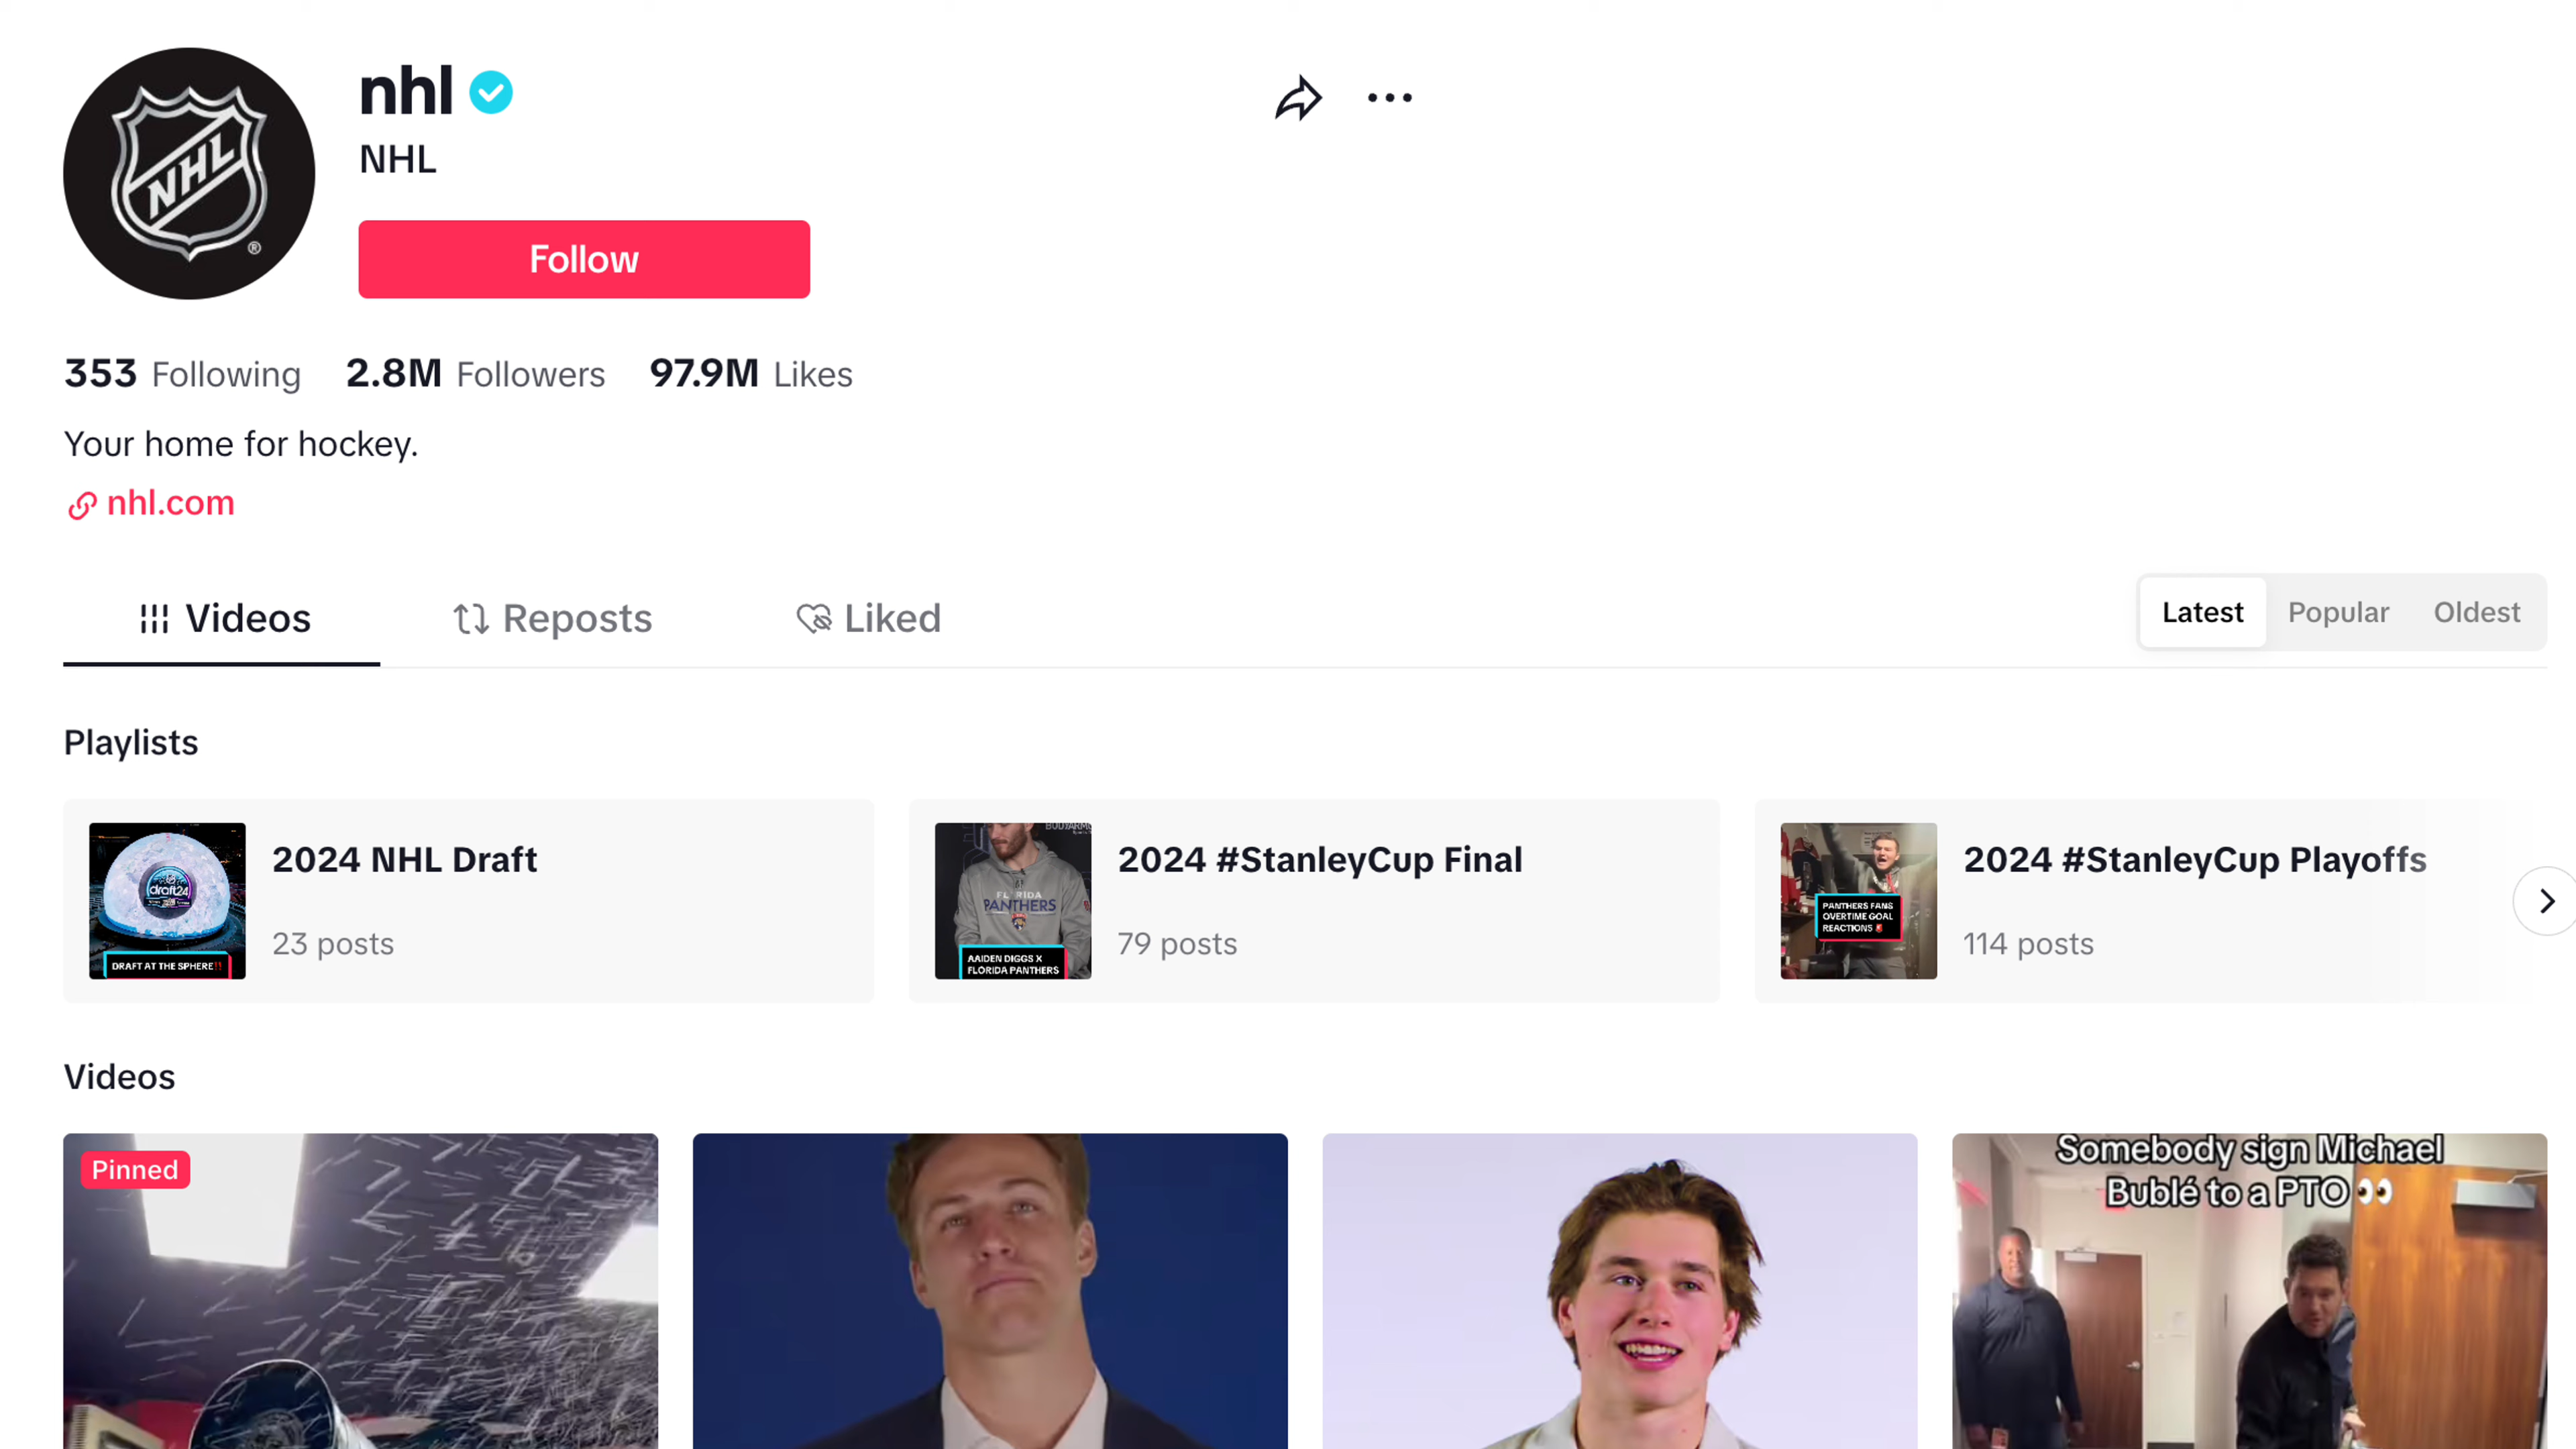 NHL
®
nhl
NHL
Follow
353 Following 2.8M Followers 97.9M Likes
Your home for hockey.
nhl.com
Videos Reposts Liked
Latest Popular Oldest
Playlists
draft24
DRAFT AT THE SPHERE‼
2024 NHL Draft
23 posts
BODYARMOR
FLORIDA
PANTHERS
AAIDEN DIGGS X
FLORIDA PANTHERS
2024 #StanleyCup Final
79 posts
PANTHERS FANS
OVERTIME GOAL
REACTIONS 🚨
2024 #StanleyCup Playoffs
114 posts
Videos
Pinned
Somebody sign Michael
Bublé to a PTO 👀